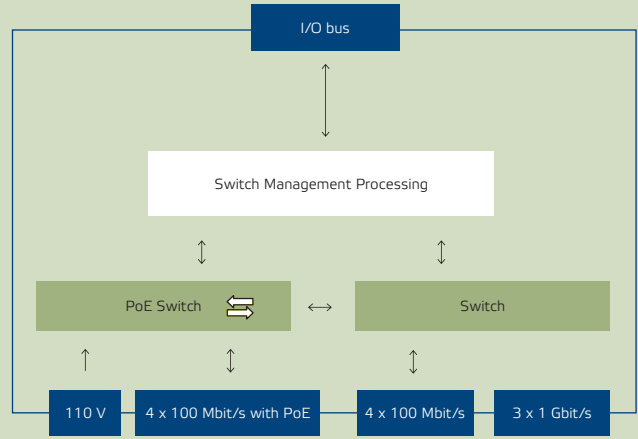 I/O bus
Switch Management Processing
PoE Switch
Switch
110 V
4 x 100 Mbit/s with PoE
4 x 100 Mbit/s
3 x 1 Gbit/s